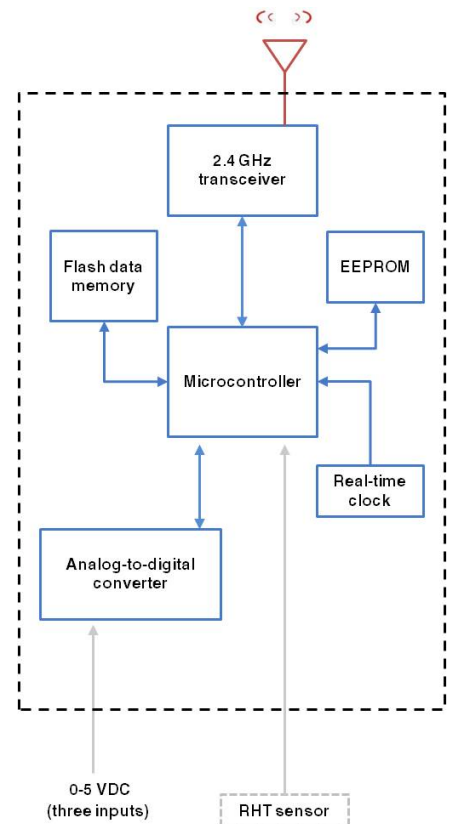 2.4 GHz
transceiver
Flash data
memory
EEPROM
Microcontroller
Real-time
clock
Analog-to-digital
converter
0-5 VDC
(three inputs)
RHT sensor